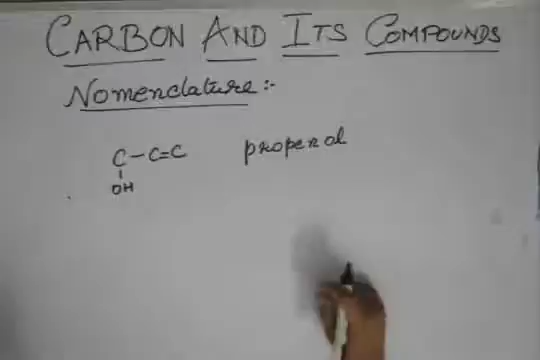 CARBON AND ITS COMPOUNDS
Nomenclature :-
C-C=C propenol
OH